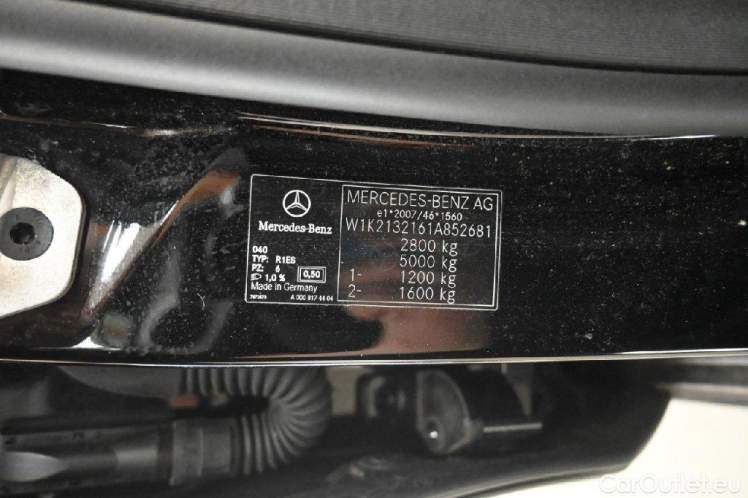 MERCEDES-BENZ AG
e1*2007/46*1560
W1K2132161A852681
2800 kg
- 5000 kg
1- 1200 kg
2- 1600 kg
Mercedes-Benz
040
TYP: R1ES
PZ: 6
1,0 % 0,50
Made in Germany
A 000 817 44 04
CarOutlet.eu